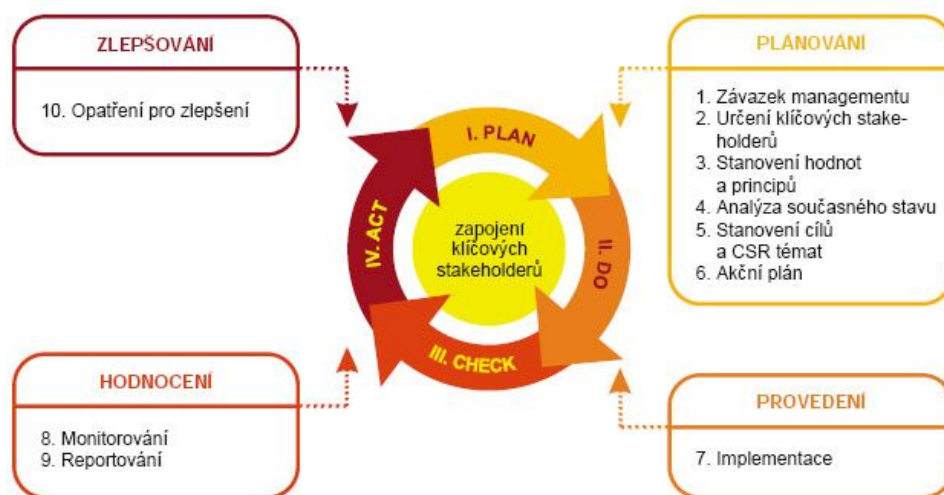 ZLEPŠOVÁNÍ
10. Opatření pro zlepšení
PLÁNOVÁNÍ
1. Závazek managementu
2. Určení klíčových stake-
holderů
3. Stanovení hodnot
a principů
4. Analýza současného stavu
5. Stanovení cílů
a CSR témat
6. Akční plán
I. PLAN
II. DO
III. CHECK
IV. ACT
zapojení
klíčových
stakeholderů
HODNOCENÍ
8. Monitorování
9. Reportování
PROVEDENÍ
7. Implementace